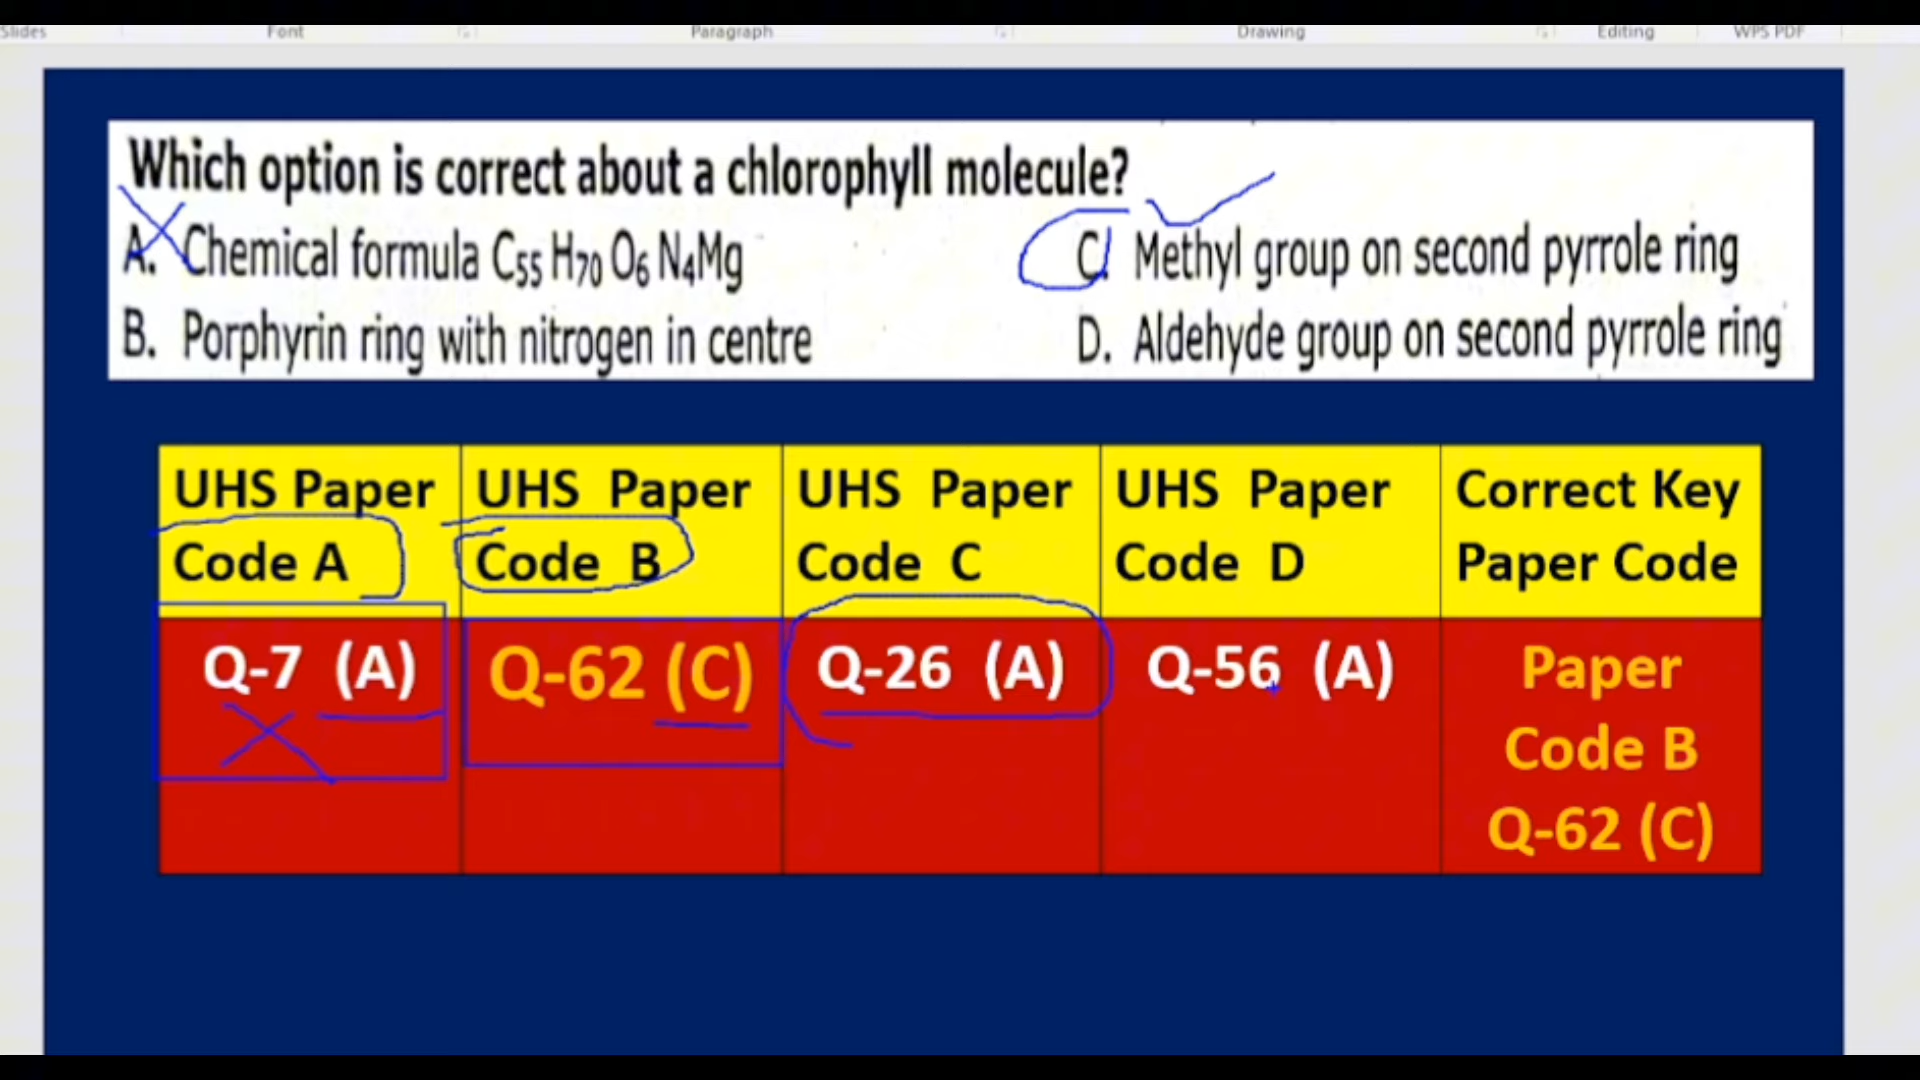 Slides Font Paragraph Drawing Editing WPS PDF
Which option is correct about a chlorophyll molecule?
A. Chemical formula C₅₅ H₇₀ O₆ N₄Mg
C. Methyl group on second pyrrole ring
B. Porphyrin ring with nitrogen in centre
D. Aldehyde group on second pyrrole ring
UHS Paper Code A
UHS Paper Code B
UHS Paper Code C
UHS Paper Code D
Correct Key Paper Code
Q-7 (A)
Q-62 (C)
Q-26 (A)
Q-56 (A)
Paper
Code B
Q-62 (C)